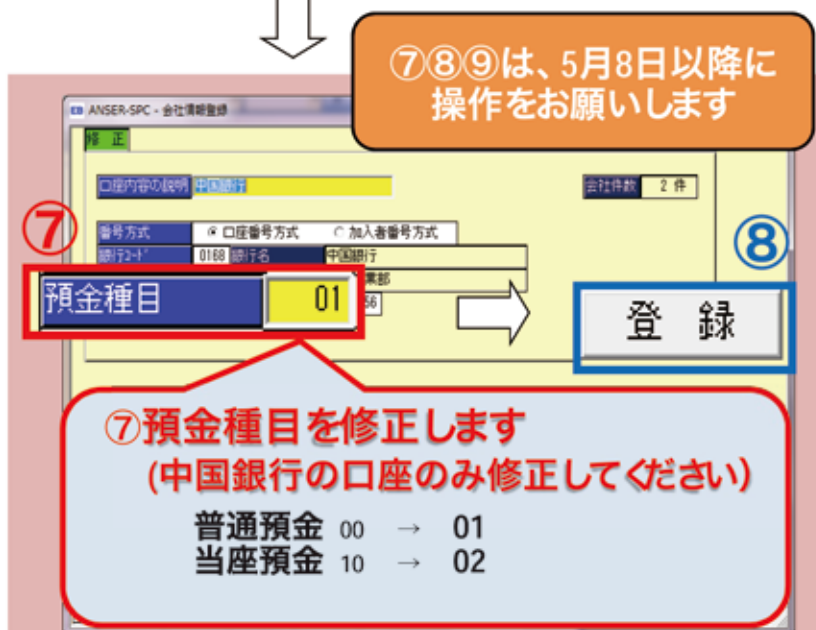 ⑦⑧⑨は、5月8日以降に
操作をお願いします
ANSER-SPC - 会社情報登録
修 正
口座内容の説明 中国銀行
会社件数 2 件
⑦
番号方式 口座番号方式 加入者番号方式
⑧
銀行コード 0168 銀行名 中国銀行
業部
預金種目 01
56
登 録
⑦預金種目を修正します
(中国銀行の口座のみ修正してください)
普通預金 00 → 01
当座預金 10 → 02